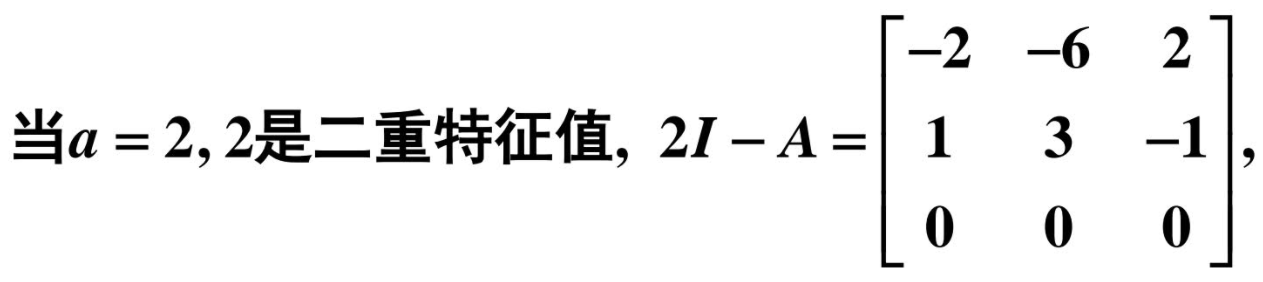 当a = 2, 2是二重特征值, 2I − A = [−2 −6 2; 1 3 −1; 0 0 0],